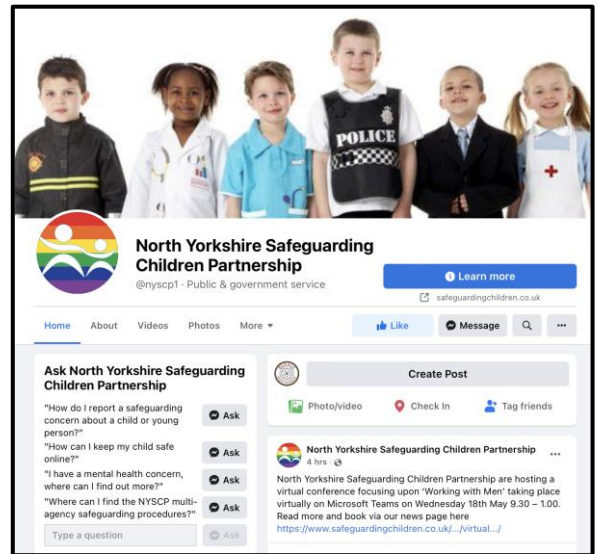 POLICE
North Yorkshire Safeguarding
Children Partnership
@nyscp1 · Public & government service
Learn more
safeguardingchildren.co.uk
Home About Videos Photos More
Like Message
Ask North Yorkshire Safeguarding
Children Partnership
"How do I report a safeguarding
concern about a child or young
person?"
Ask
"How can I keep my child safe
online?"
Ask
"I have a mental health concern,
where can I find out more?"
Ask
"Where can I find the NYSCP multi-
agency safeguarding procedures?"
Ask
Type a question
Ask
Create Post
Photo/video Check In Tag friends
North Yorkshire Safeguarding Children Partnership
4 hrs ·
North Yorkshire Safeguarding Children Partnership are hosting a
virtual conference focusing upon 'Working with Men' taking place
virtually on Microsoft Teams on Wednesday 18th May 9.30 – 1.00.
Read more and book via our news page here
https://www.safeguardingchildren.co.uk/.../virtual.../